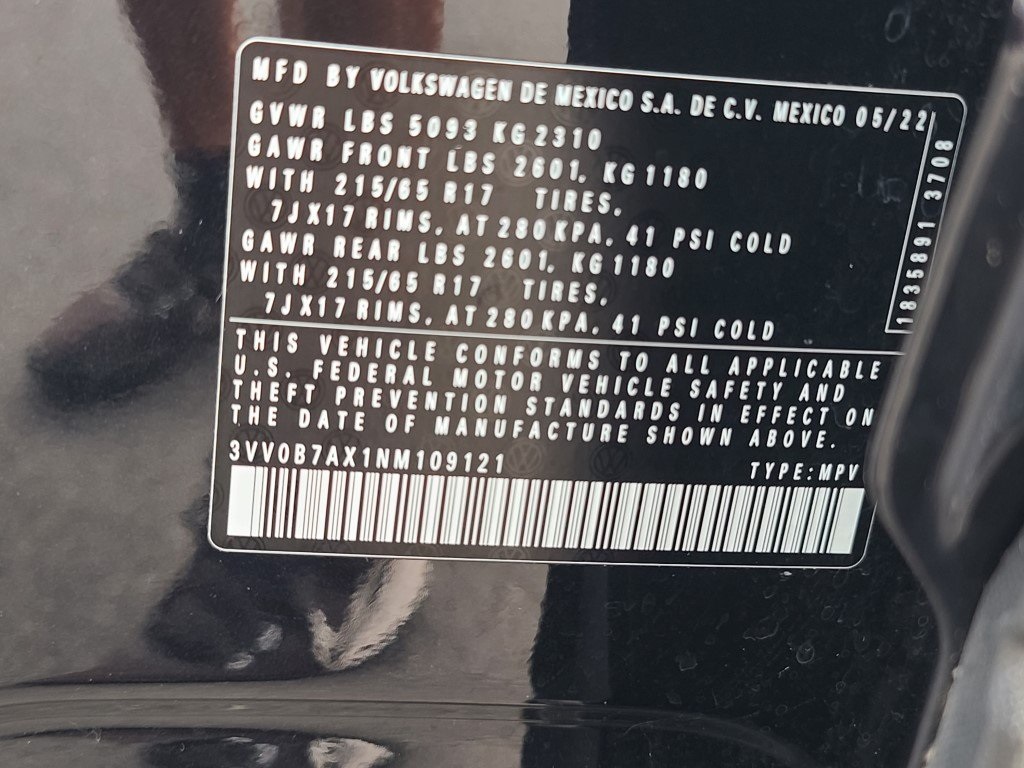 MFD BY VOLKSWAGEN DE MEXICO S.A. DE C.V. MEXICO 05/22
GVWR LBS 5093 KG 2310
GAWR FRONT LBS 2601. KG 1180
WITH 215/65 R17 TIRES.
7JX17 RIMS. AT 280 KPA. 41 PSI COLD
GAWR REAR LBS 2601. KG 1180
WITH 215/65 R17 TIRES.
7JX17 RIMS. AT 280 KPA. 41 PSI COLD
1835891 3708
THIS VEHICLE CONFORMS TO ALL APPLICABLE
U.S. FEDERAL MOTOR VEHICLE SAFETY AND
THEFT PREVENTION STANDARDS IN EFFECT ON
THE DATE OF MANUFACTURE SHOWN ABOVE.
3VV0B7AX1NM109121 TYPE:MPV